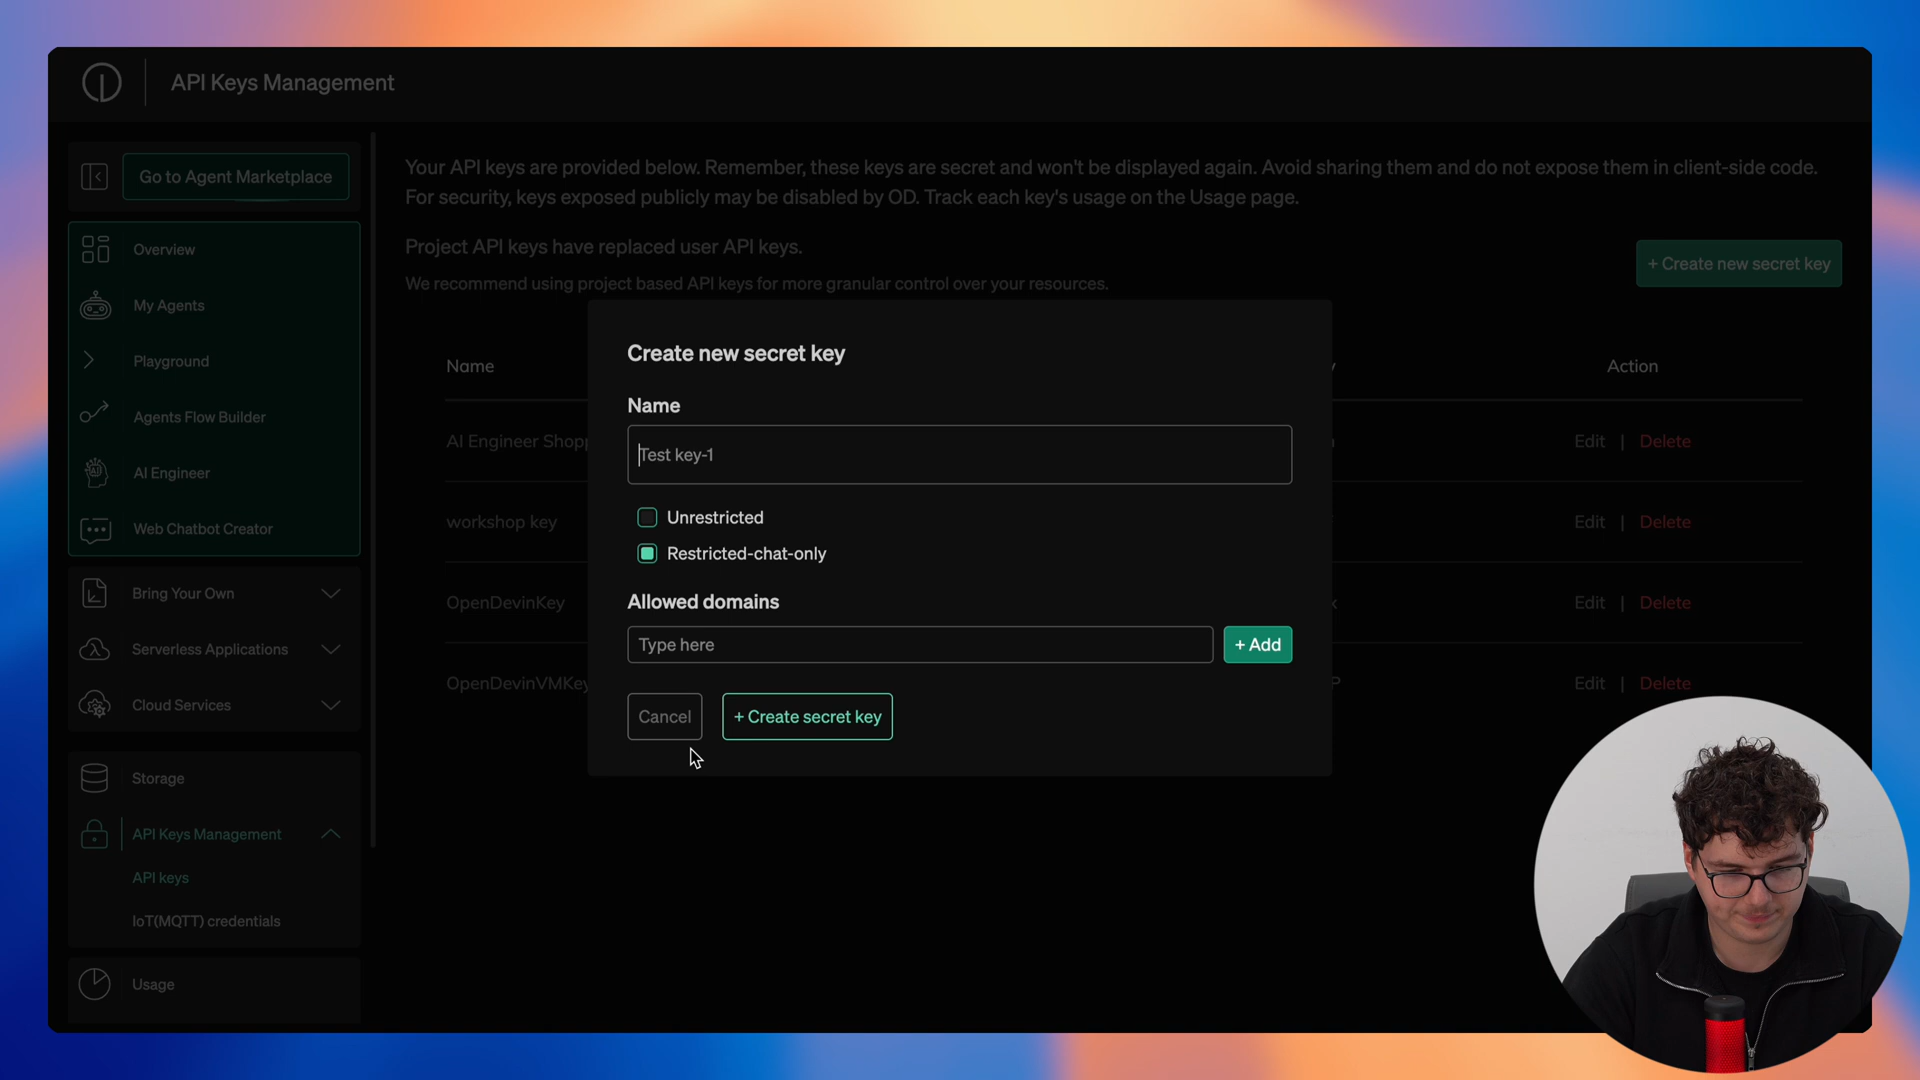 API Keys Management
Go to Agent Marketplace
Overview
My Agents
Playground
Agents Flow Builder
AI Engineer
Web Chatbot Creator
Bring Your Own
Serverless Applications
Cloud Services
Storage
API Keys Management
API keys
IoT(MQTT) credentials
Usage
Your API keys are provided below. Remember, these keys are secret and won't be displayed again. Avoid sharing them and do not expose them in client-side code.
For security, keys exposed publicly may be disabled by OD. Track each key's usage on the Usage page.
Project API keys have replaced user API keys.
We recommend using project based API keys for more granular control over your resources.
+ Create new secret key
Name
Action
AI Engineer
Edit | Delete
workshop key
Edit | Delete
OpenDevinKey
Edit | Delete
OpenDevinVMKey
Edit | Delete
Create new secret key
Name
Test key-1
Unrestricted
Restricted-chat-only
Allowed domains
Type here
+ Add
Cancel
+ Create secret key